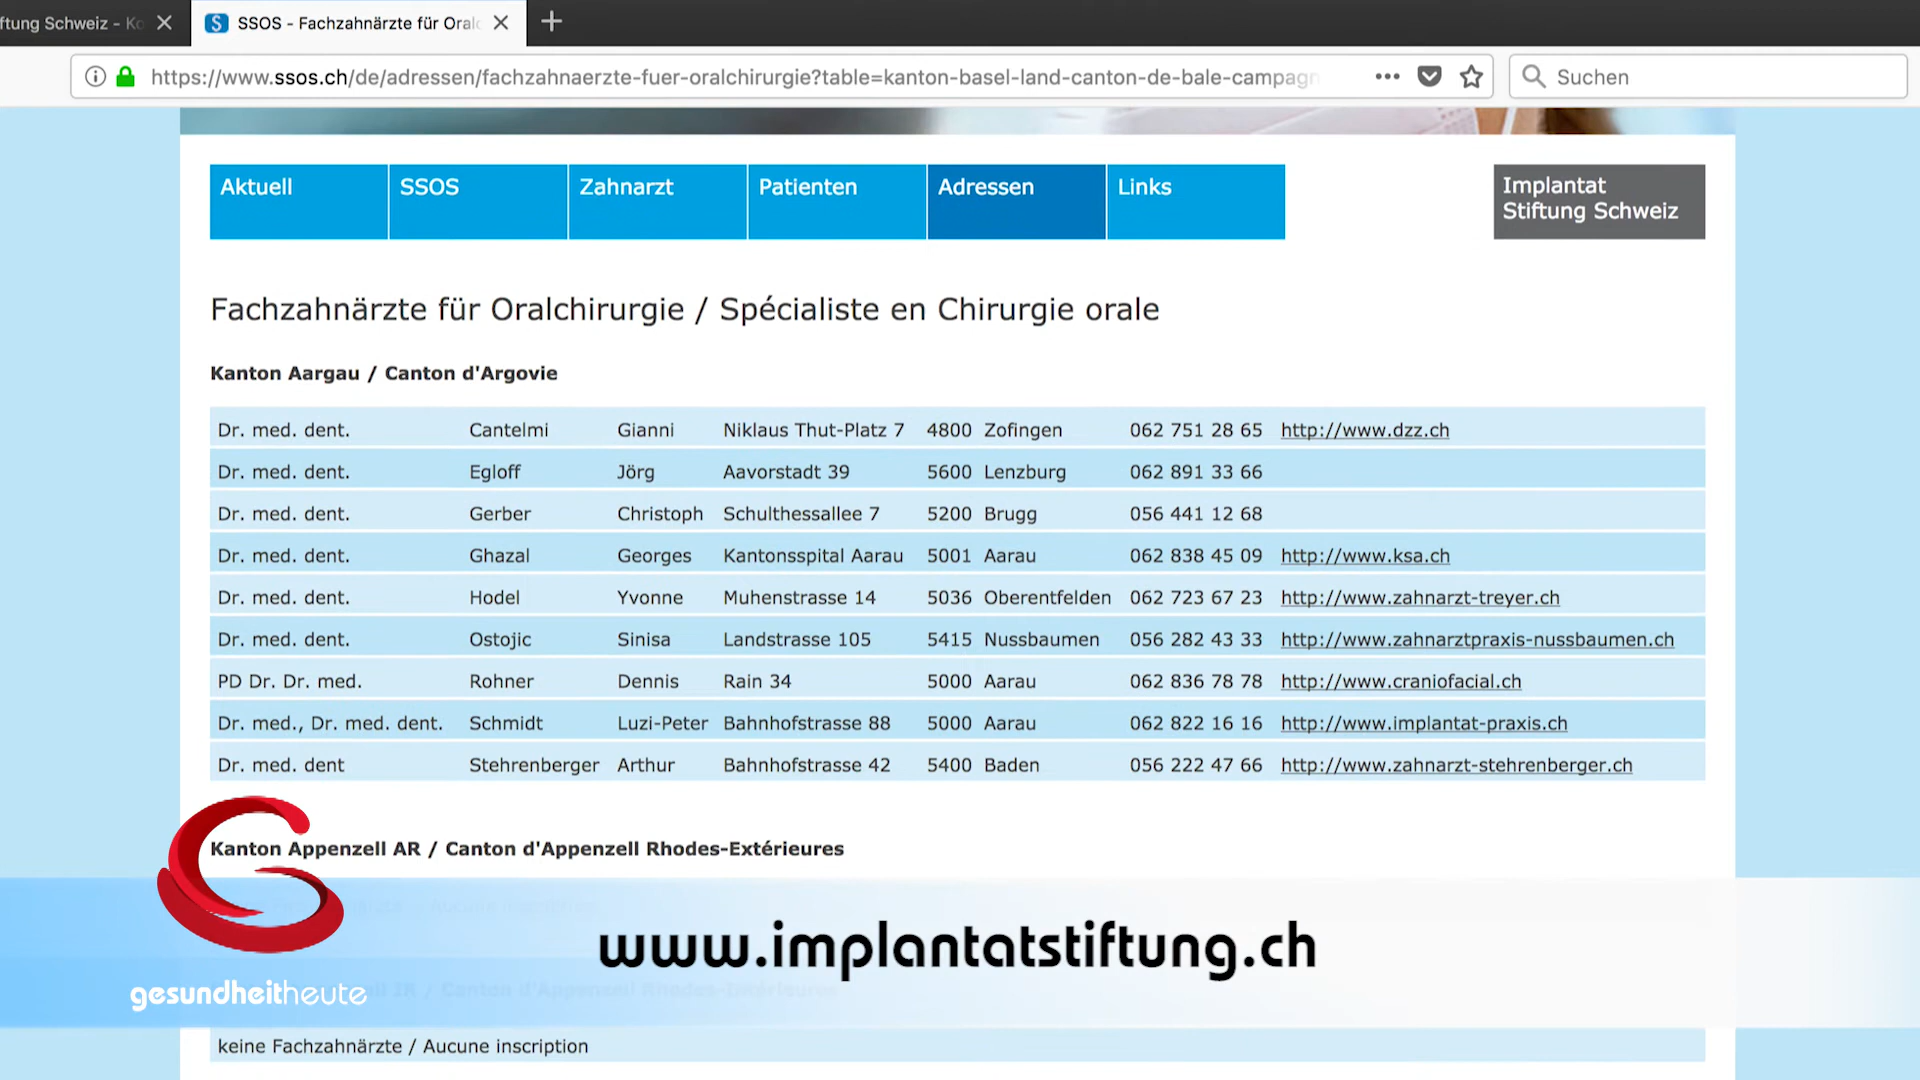 ftung Schweiz - Ko
SSOS - Fachzahnärzte für Oral
https://www.ssos.ch/de/adressen/fachzahnaerzte-fuer-oralchirurgie?table=kanton-basel-land-canton-de-bale-campagn
Suchen
Aktuell
SSOS
Zahnarzt
Patienten
Adressen
Links
Implantat
Stiftung Schweiz
Fachzahnärzte für Oralchirurgie / Spécialiste en Chirurgie orale
Kanton Aargau / Canton d'Argovie
Dr. med. dent. Cantelmi Gianni Niklaus Thut-Platz 7 4800 Zofingen 062 751 28 65 http://www.dzz.ch
Dr. med. dent. Egloff Jörg Aavorstadt 39 5600 Lenzburg 062 891 33 66
Dr. med. dent. Gerber Christoph Schulthessallee 7 5200 Brugg 056 441 12 68
Dr. med. dent. Ghazal Georges Kantonsspital Aarau 5001 Aarau 062 838 45 09 http://www.ksa.ch
Dr. med. dent. Hodel Yvonne Muhenstrasse 14 5036 Oberentfelden 062 723 67 23 http://www.zahnarzt-treyer.ch
Dr. med. dent. Ostojic Sinisa Landstrasse 105 5415 Nussbaumen 056 282 43 33 http://www.zahnarztpraxis-nussbaumen.ch
PD Dr. Dr. med. Rohner Dennis Rain 34 5000 Aarau 062 836 78 78 http://www.craniofacial.ch
Dr. med., Dr. med. dent. Schmidt Luzi-Peter Bahnhofstrasse 88 5000 Aarau 062 822 16 16 http://www.implantat-praxis.ch
Dr. med. dent Stehrenberger Arthur Bahnhofstrasse 42 5400 Baden 056 222 47 66 http://www.zahnarzt-stehrenberger.ch
Kanton Appenzell AR / Canton d'Appenzell Rhodes-Extérieures
www.implantatstiftung.ch
gesundheitheute
keine Fachzahnärzte / Aucune inscription